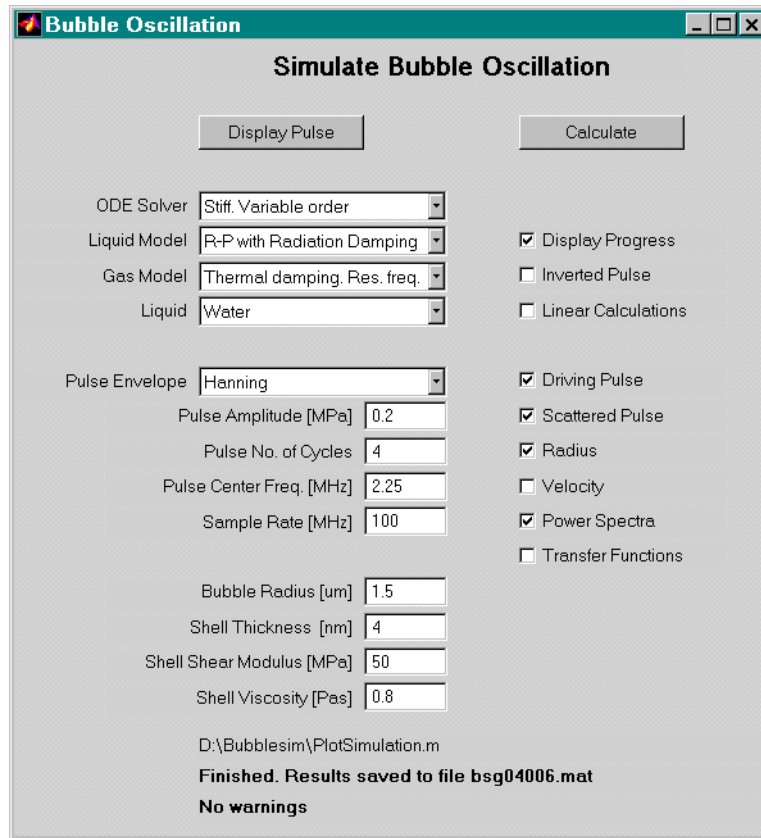 Bubble Oscillation
Simulate Bubble Oscillation
Display Pulse Calculate
ODE Solver Stiff. Variable order
Liquid Model R-P with Radiation Damping Display Progress
Gas Model Thermal damping. Res. freq. Inverted Pulse
Liquid Water Linear Calculations
Pulse Envelope Hanning Driving Pulse
Pulse Amplitude [MPa] 0.2 Scattered Pulse
Pulse No. of Cycles 4 Radius
Pulse Center Freq. [MHz] 2.25 Velocity
Sample Rate [MHz] 100 Power Spectra
Transfer Functions
Bubble Radius [um] 1.5
Shell Thickness [nm] 4
Shell Shear Modulus [MPa] 50
Shell Viscosity [Pas] 0.8
D:\Bubblesim\PlotSimulation.m
Finished. Results saved to file bsg04006.mat
No warnings